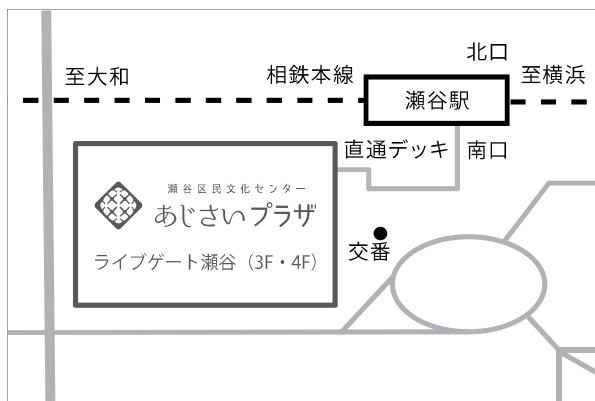 北口
至大和
相鉄本線
至横浜
瀬谷駅
直通デッキ
南口
瀬谷区民文化センター
あじさいプラザ
ライブゲート瀬谷（3F・4F）
交番